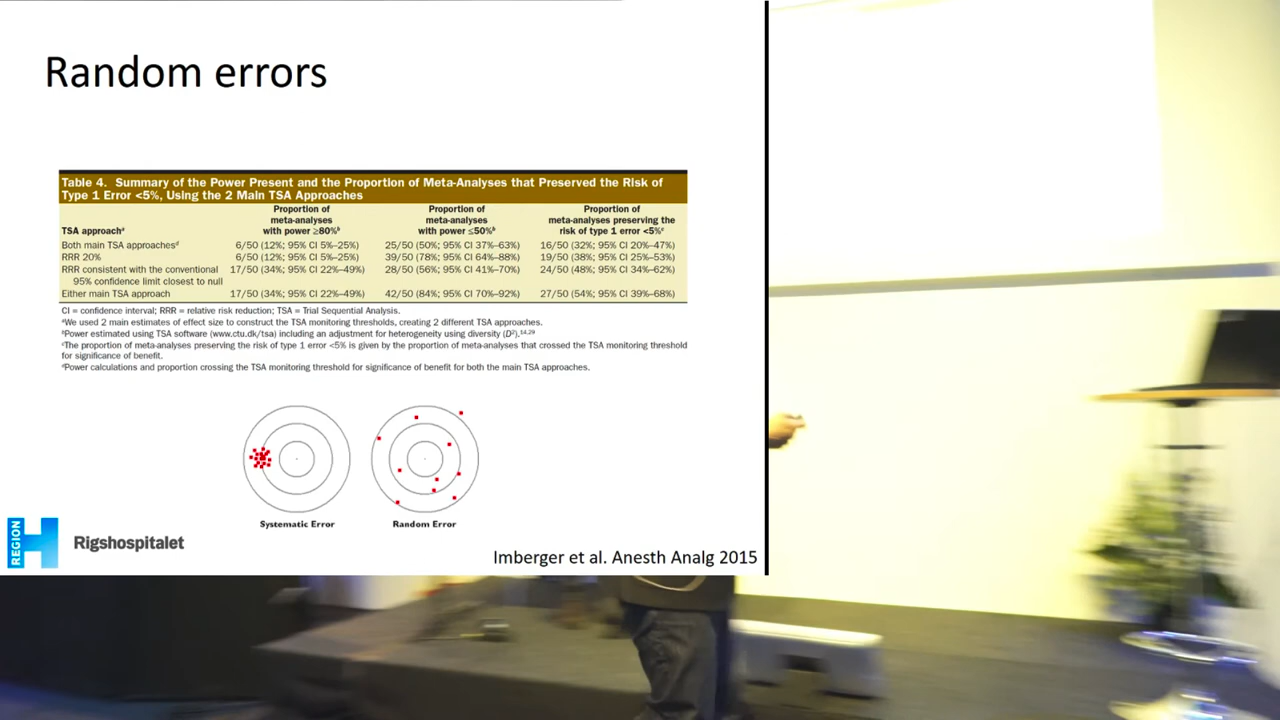 Random errors
Table 4. Summary of the Power Present and the Proportion of Meta-Analyses that Preserved the Risk of
Type 1 Error <5%, Using the 2 Main TSA Approaches
TSA approachᵃ
Proportion of
meta-analyses
with power ≥80%ᵇ
Proportion of
meta-analyses
with power ≤50%ᵇ
Proportion of
meta-analyses preserving the
risk of type 1 error <5%ᶜ
Both main TSA approachesᵈ 6/50 (12%; 95% CI 5%–25%) 25/50 (50%; 95% CI 37%–63%) 16/50 (32%; 95% CI 20%–47%)
RRR 20% 6/50 (12%; 95% CI 5%–25%) 39/50 (78%; 95% CI 64%–88%) 19/50 (38%; 95% CI 25%–53%)
RRR consistent with the conventional 17/50 (34%; 95% CI 22%–49%) 28/50 (56%; 95% CI 41%–70%) 24/50 (48%; 95% CI 34%–62%)
95% confidence limit closest to null
Either main TSA approach 17/50 (34%; 95% CI 22%–49%) 42/50 (84%; 95% CI 70%–92%) 27/50 (54%; 95% CI 39%–68%)
CI = confidence interval; RRR = relative risk reduction; TSA = Trial Sequential Analysis.
ᵃWe used 2 main estimates of effect size to construct the TSA monitoring thresholds, creating 2 different TSA approaches.
ᵇPower estimated using TSA software (www.ctu.dk/tsa) including an adjustment for heterogeneity using diversity (D²).¹⁴,²⁹
ᶜThe proportion of meta-analyses preserving the risk of type 1 error <5% is given by the proportion of meta-analyses that crossed the TSA monitoring threshold
for significance of benefit.
ᵈPower calculations and proportion crossing the TSA monitoring threshold for significance of benefit for both the main TSA approaches.
Systematic Error Random Error
REGION H
Rigshospitalet
Imberger et al. Anesth Analg 2015